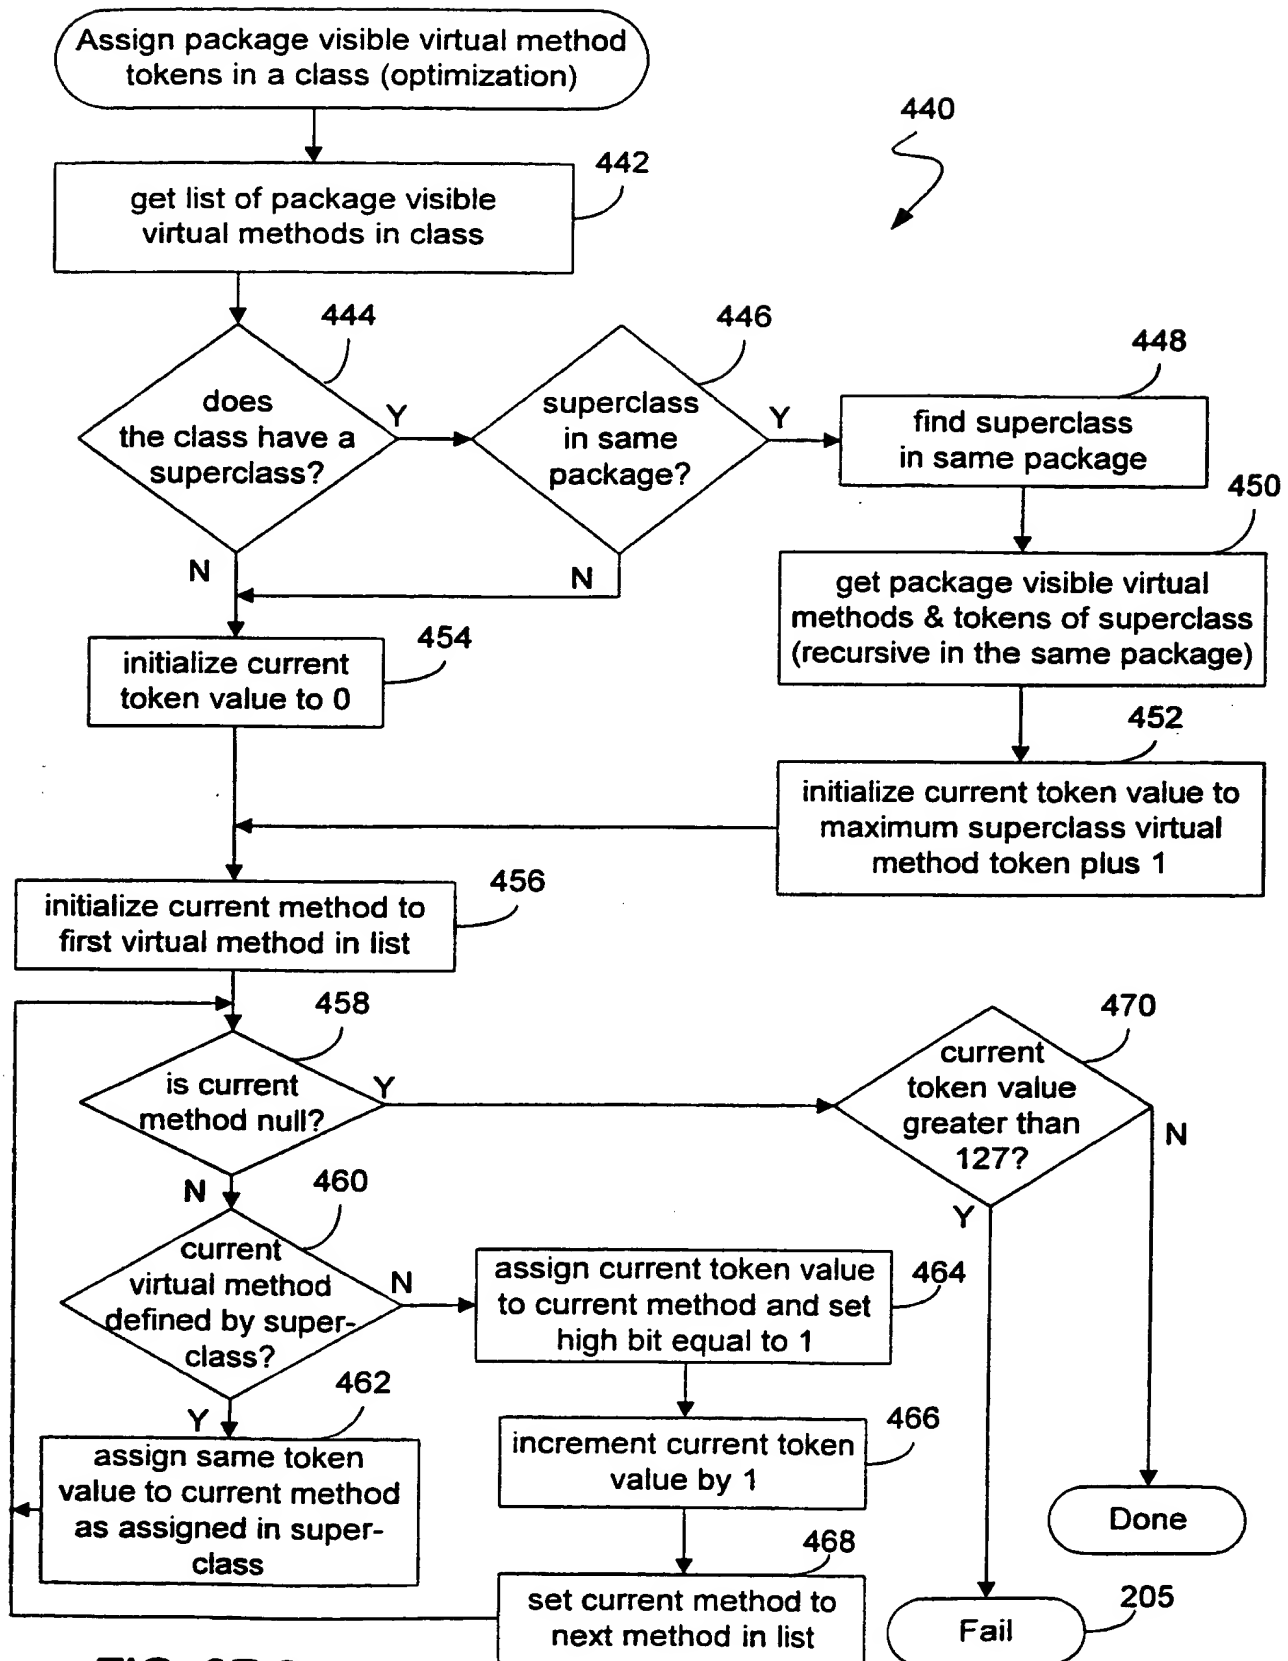 Assign package visible virtual method
tokens in a class (optimization)
440
442
get list of package visible
virtual methods in class
444
446
448
does
the class have a
superclass?
Y
superclass
in same
package?
Y
find superclass
in same package
450
N
N
get package visible virtual
methods & tokens of superclass
(recursive in the same package)
454
initialize current
token value to 0
452
initialize current token value to
maximum superclass virtual
method token plus 1
456
initialize current method to
first virtual method in list
458
is current
method null?
Y
470
current
token value
greater than
127?
N
Y
N
460
current
virtual method
defined by super-
class?
N
assign current token value
to current method and set
high bit equal to 1
464
Y
462
assign same token
value to current method
as assigned in super-
class
increment current token
value by 1
466
Done
468
set current method to
next method in list
Fail
205